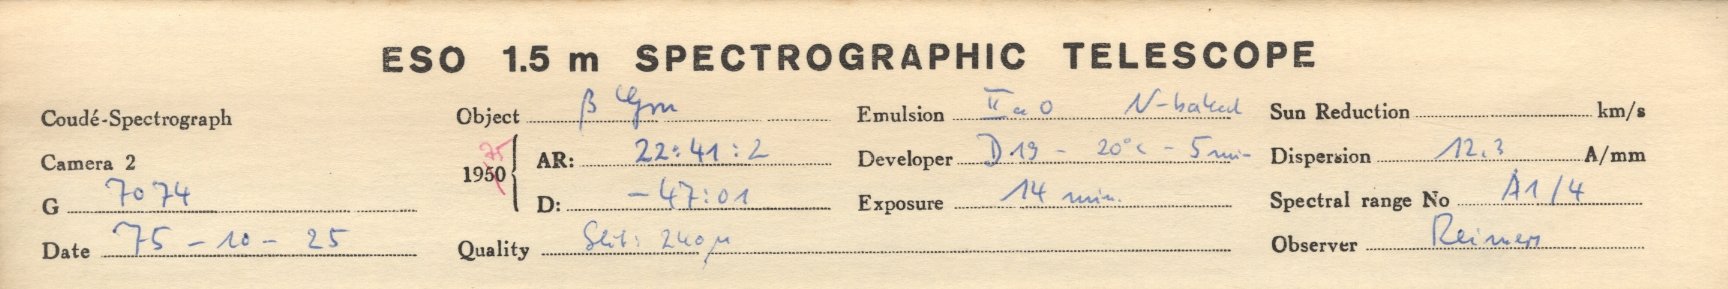 ESO 1.5 m SPECTROGRAPHIC TELESCOPE
Coudé-Spectrograph Object β Gru Emulsion IIaO N-baked Sun Reduction km/s
Camera 2 1950 75 AR: 22:41:2 Developer D19 - 20°C - 5 min Dispersion 12.3 A/mm
G 7074 D: -47:01 Exposure 14 min. Spectral range No A1/4
Date 75-10-25 Quality Slit: 240μ Observer Reimers